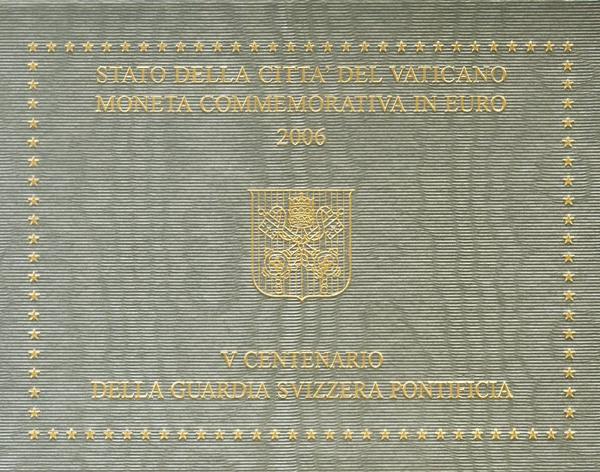 STATO DELLA CITTA' DEL VATICANO
MONETA COMMEMORATIVA IN EURO
2006
V CENTENARIO
DELLA GUARDIA SVIZZERA PONTIFICIA